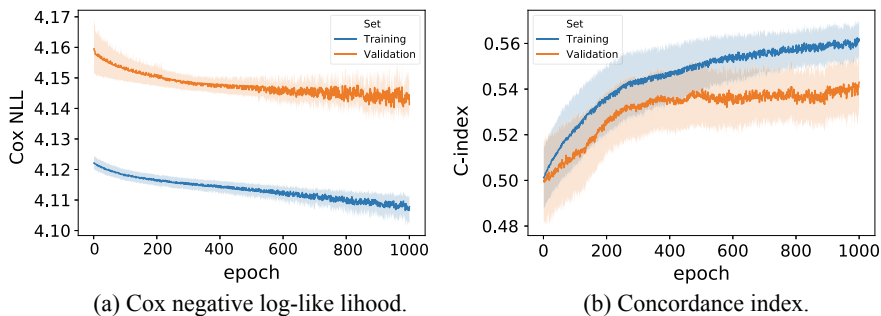 4.17
4.16
4.15
4.14
4.13
4.12
4.11
4.10
Cox NLL
0 200 400 600 800 1000
epoch
Set
Training
Validation
(a) Cox negative log-like lihood.
0.56
0.54
0.52
0.50
0.48
C-index
0 200 400 600 800 1000
epoch
Set
Training
Validation
(b) Concordance index.